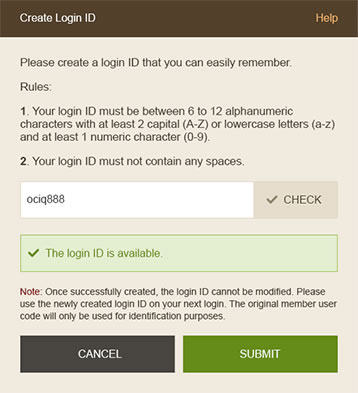 Create Login ID
Help
Please create a login ID that you can easily remember.
Rules:
1. Your login ID must be between 6 to 12 alphanumeric
characters with at least 2 capital (A-Z) or lowercase letters (a-z)
and at least 1 numeric character (0-9).
2. Your login ID must not contain any spaces.
ociq888
CHECK
The login ID is available.
Note: Once successfully created, the login ID cannot be modified. Please
use the newly created login ID on your next login. The original member user
code will only be used for identification purposes.
CANCEL
SUBMIT